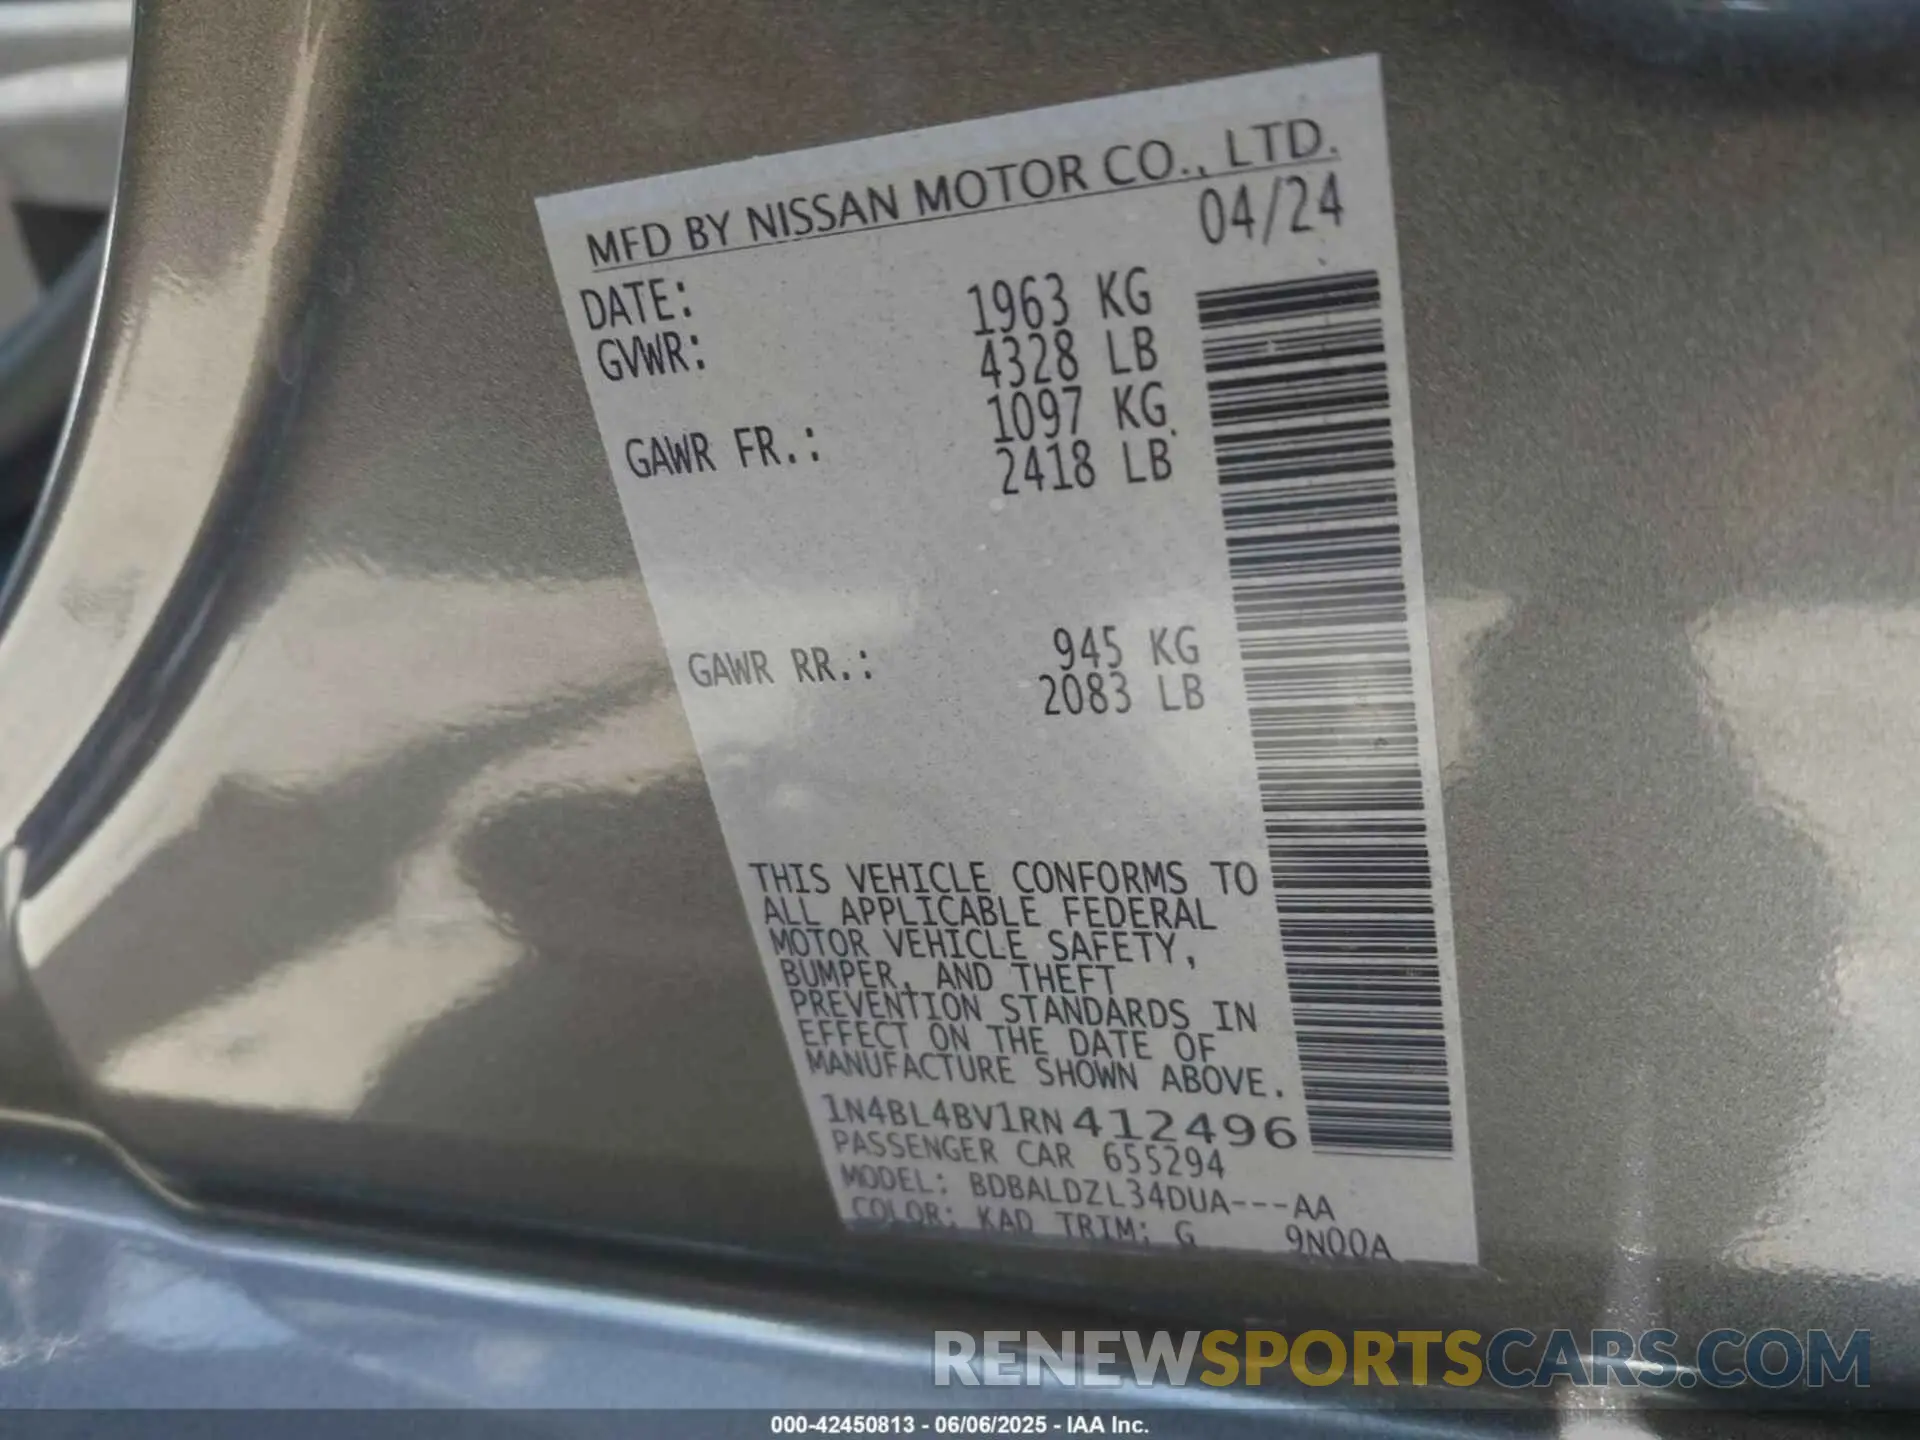 MFD BY NISSAN MOTOR CO., LTD.
DATE: 04/24
GVWR: 1963 KG
4328 LB
GAWR FR.: 1097 KG
2418 LB
GAWR RR.: 945 KG
2083 LB
THIS VEHICLE CONFORMS TO
ALL APPLICABLE FEDERAL
MOTOR VEHICLE SAFETY,
BUMPER, AND THEFT
PREVENTION STANDARDS IN
EFFECT ON THE DATE OF
MANUFACTURE SHOWN ABOVE.
1N4BL4BV1RN412496
PASSENGER CAR 655294
MODEL: BDBALDZL34DUA---AA
COLOR: KAD TRIM: G 9N00A
RENEWSPORTSCARS.COM
000-42450813 - 06/06/2025 - IAA Inc.